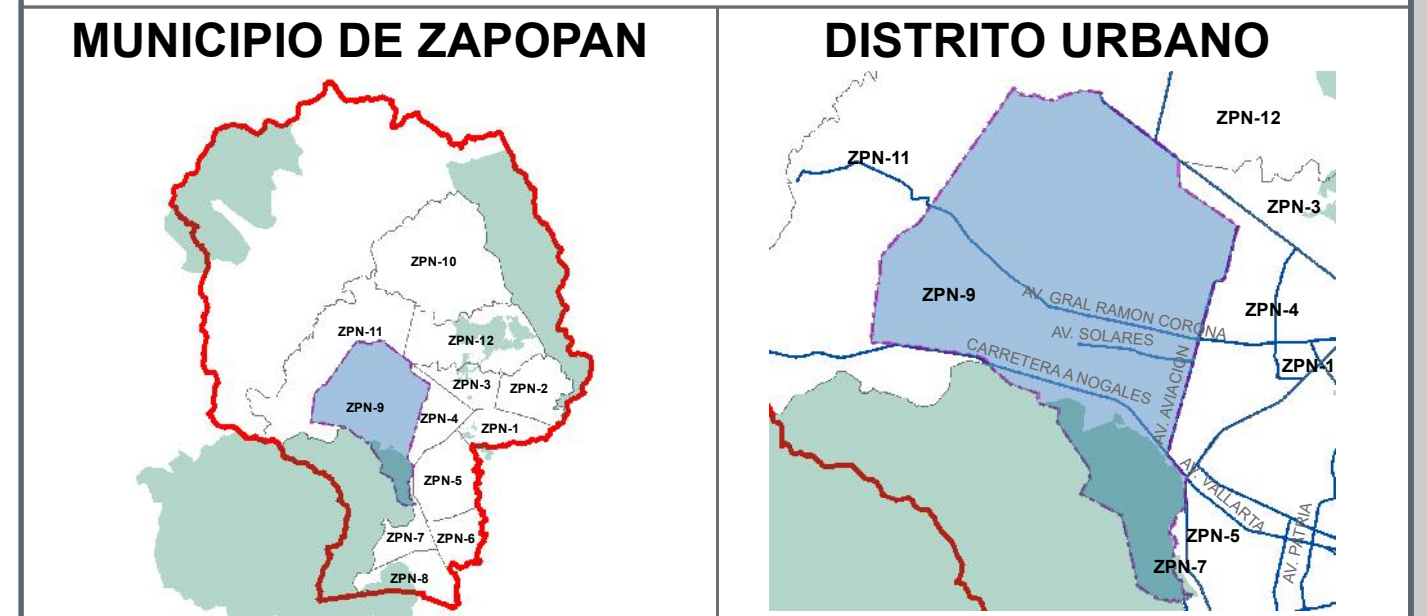 MUNICIPIO DE ZAPOPAN
ZPN-10
ZPN-11
ZPN-12
ZPN-3
ZPN-2
ZPN-9
ZPN-4
ZPN-1
ZPN-5
ZPN-7
ZPN-6
ZPN-8
DISTRITO URBANO
ZPN-12
ZPN-11
ZPN-3
ZPN-9
AV. GRAL RAMON CORONA
ZPN-4
AV. SOLARES
CARRETERA A NOGALES
AV. AVIACION
ZPN-1
AV. VALLARTA
AV. PATRIA
ZPN-5
ZPN-7